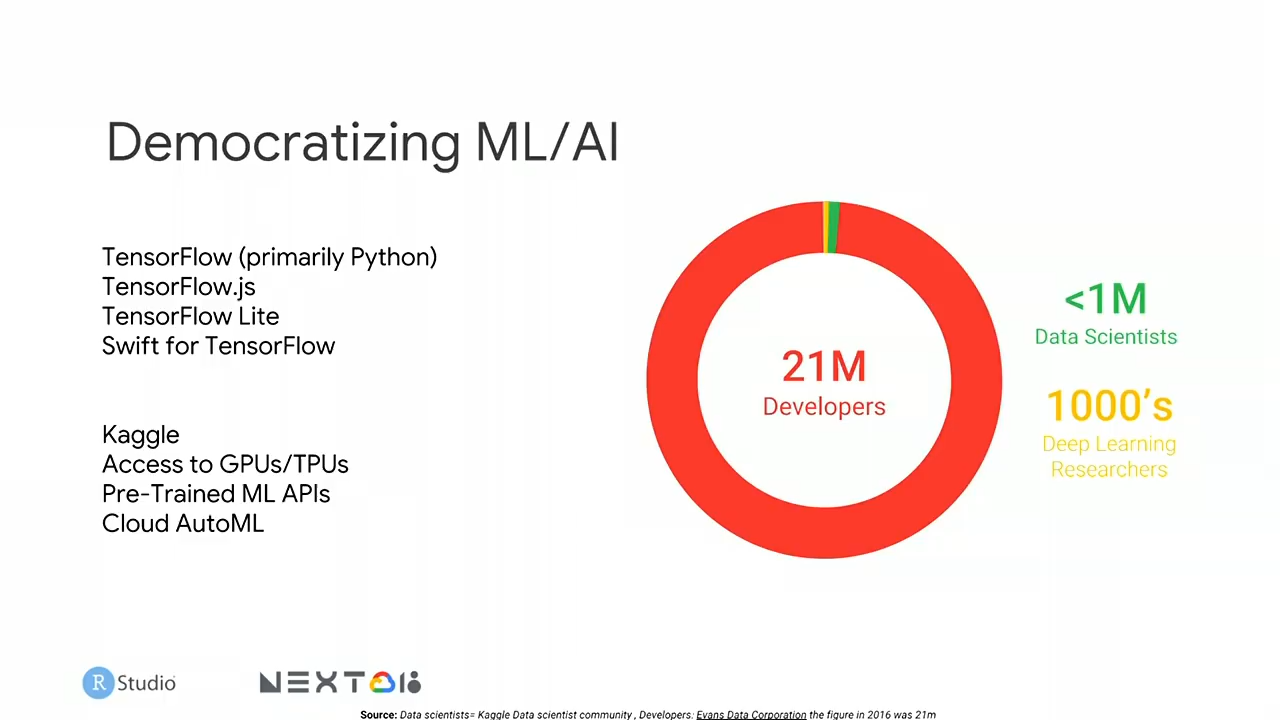 Democratizing ML/AI
TensorFlow (primarily Python)
TensorFlow.js
TensorFlow Lite
Swift for TensorFlow
Kaggle
Access to GPUs/TPUs
Pre-Trained ML APIs
Cloud AutoML
21M
Developers
<1M
Data Scientists
1000's
Deep Learning
Researchers
R Studio
NEXT 18
Source: Data scientists= Kaggle Data scientist community , Developers: Evans Data Corporation the figure in 2016 was 21m